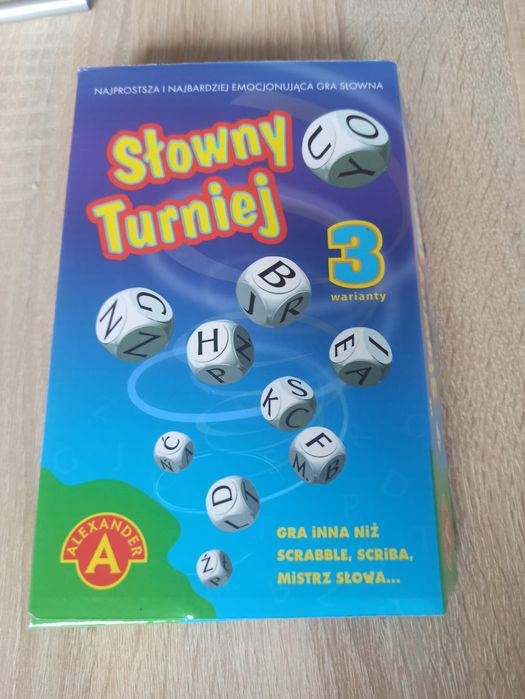 NAJPROSTSZA I NAJBARDZIEJ EMOCJONUJĄCA GRA SŁOWNA
Słowny
Turniej
U O
Y
3
warianty
B
J R
G
N Z
H Z
P
I
E A
S
K C
Ć
Ń
F
M B
D
I
Ż
P
ALEXANDER
A
GRA iNNA NiŻ
SCRABBLE, SCRiBA,
MiSTRZ SŁOWA...